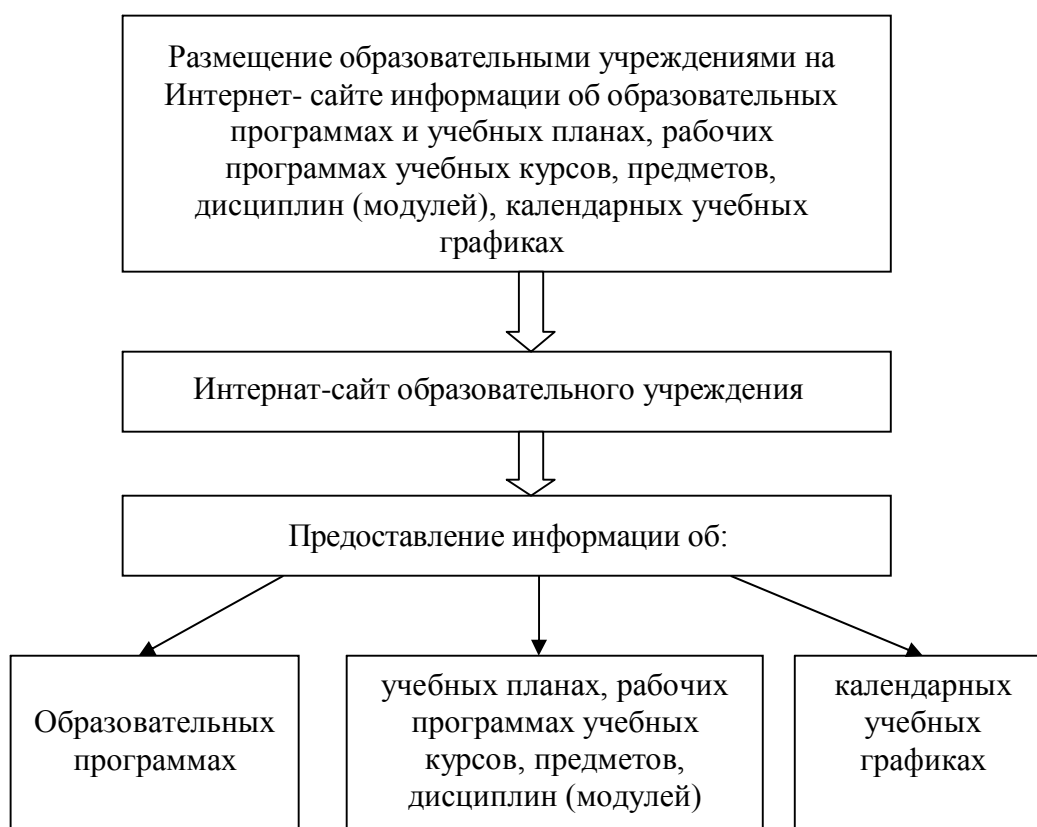 Размещение образовательными учреждениями на
Интернет- сайте информации об образовательных
программах и учебных планах, рабочих
программах учебных курсов, предметов,
дисциплин (модулей), календарных учебных
графиках
Интернат-сайт образовательного учреждения
Предоставление информации об:
Образовательных
программах
учебных планах, рабочих
программах учебных
курсов, предметов,
дисциплин (модулей)
календарных
учебных
графиках